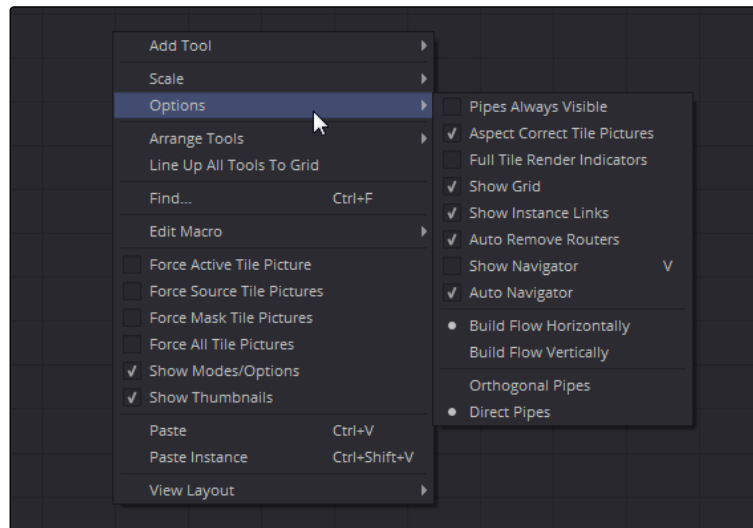 Add Tool
Scale
Options
Arrange Tools
Line Up All Tools To Grid
Find... Ctrl+F
Edit Macro
Force Active Tile Picture
Force Source Tile Pictures
Force Mask Tile Pictures
Force All Tile Pictures
Show Modes/Options
Show Thumbnails
Paste Ctrl+V
Paste Instance Ctrl+Shift+V
View Layout
Pipes Always Visible
Aspect Correct Tile Pictures
Full Tile Render Indicators
Show Grid
Show Instance Links
Auto Remove Routers
Show Navigator V
Auto Navigator
Build Flow Horizontally
Build Flow Vertically
Orthogonal Pipes
Direct Pipes